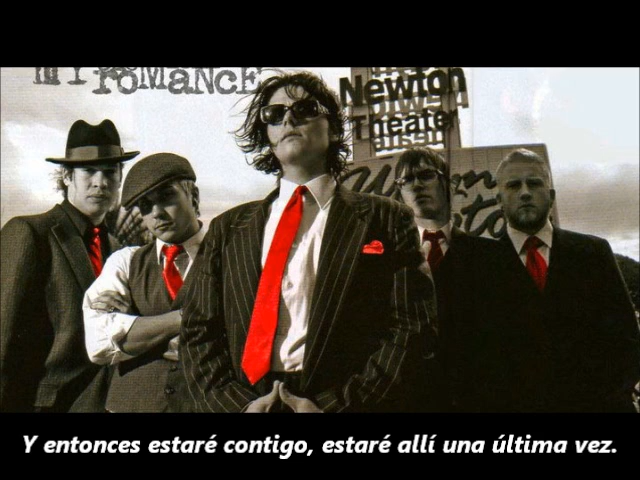 RoMaNCE
Newton
Theater
Y entonces estaré contigo, estaré allí una última vez.